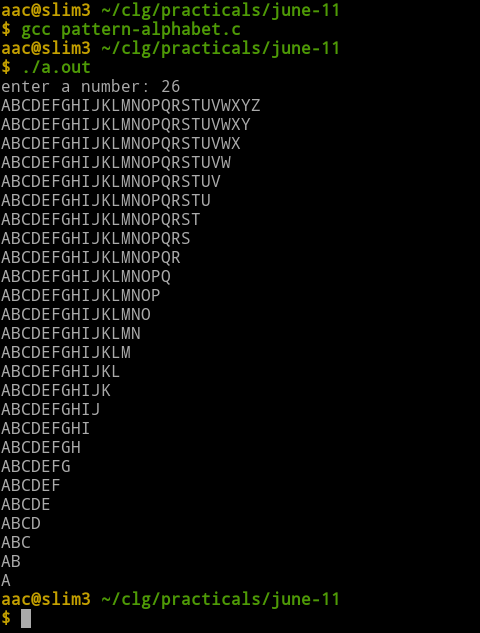 aac@slim3 ~/clg/practicals/june-11
$ gcc pattern-alphabet.c
aac@slim3 ~/clg/practicals/june-11
$ ./a.out
enter a number: 26
ABCDEFGHIJKLMNOPQRSTUVWXYZ
ABCDEFGHIJKLMNOPQRSTUVWXY
ABCDEFGHIJKLMNOPQRSTUVWX
ABCDEFGHIJKLMNOPQRSTUVW
ABCDEFGHIJKLMNOPQRSTUV
ABCDEFGHIJKLMNOPQRSTU
ABCDEFGHIJKLMNOPQRST
ABCDEFGHIJKLMNOPQRS
ABCDEFGHIJKLMNOPQR
ABCDEFGHIJKLMNOPQ
ABCDEFGHIJKLMNOP
ABCDEFGHIJKLMNO
ABCDEFGHIJKLMN
ABCDEFGHIJKLM
ABCDEFGHIJKL
ABCDEFGHIJK
ABCDEFGHIJ
ABCDEFGHI
ABCDEFGH
ABCDEFG
ABCDEF
ABCDE
ABCD
ABC
AB
A
aac@slim3 ~/clg/practicals/june-11
$